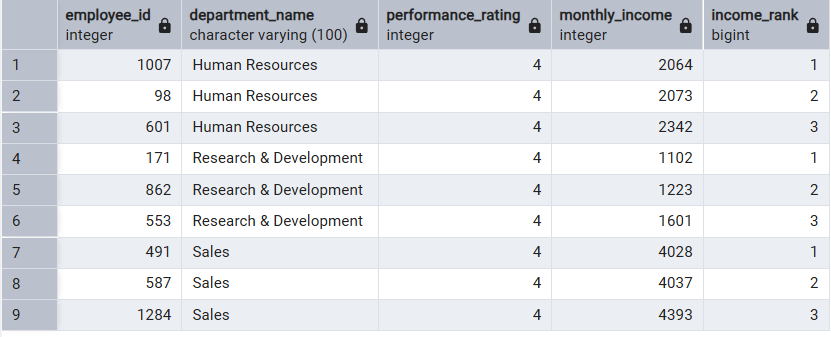 employee_id integer department_name character varying (100) performance_rating integer monthly_income integer income_rank bigint
1 1007 Human Resources 4 2064 1
2 98 Human Resources 4 2073 2
3 601 Human Resources 4 2342 3
4 171 Research & Development 4 1102 1
5 862 Research & Development 4 1223 2
6 553 Research & Development 4 1601 3
7 491 Sales 4 4028 1
8 587 Sales 4 4037 2
9 1284 Sales 4 4393 3